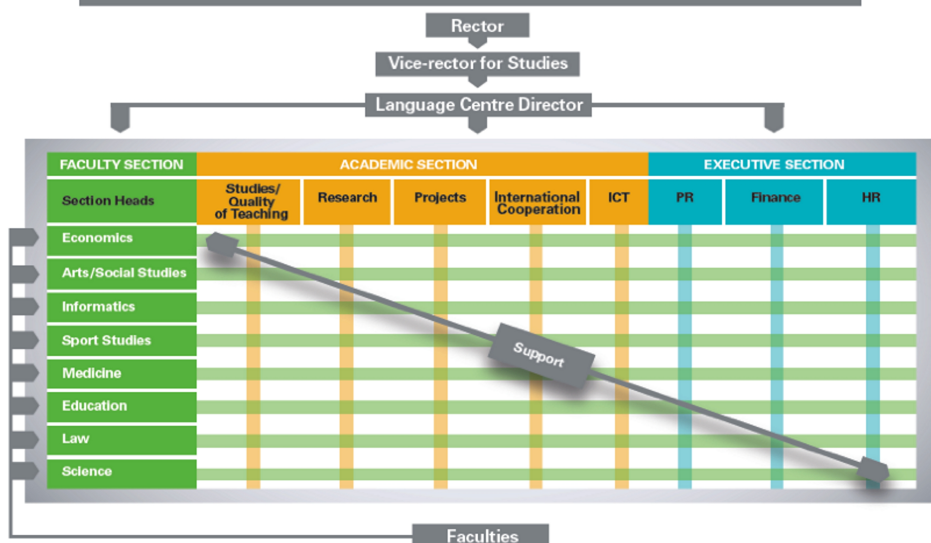 Rector
Vice-rector for Studies
Language Centre Director
FACULTY SECTION
ACADEMIC SECTION
EXECUTIVE SECTION
Section Heads
Studies/
Quality
of Teaching
Research
Projects
International
Cooperation
ICT
PR
Finance
HR
Economics
Arts/Social Studies
Informatics
Sport Studies
Medicine
Education
Law
Science
Support
Faculties